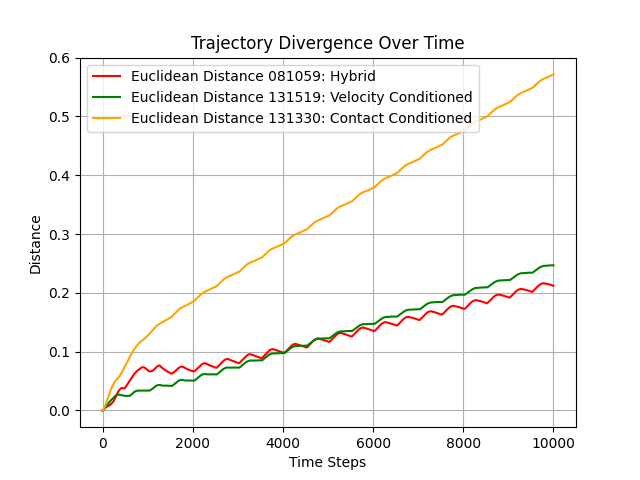 Trajectory Divergence Over Time
Euclidean Distance 081059: Hybrid
Euclidean Distance 131519: Velocity Conditioned
Euclidean Distance 131330: Contact Conditioned
Distance
0.6
0.5
0.4
0.3
0.2
0.1
0.0
0 2000 4000 6000 8000 10000
Time Steps